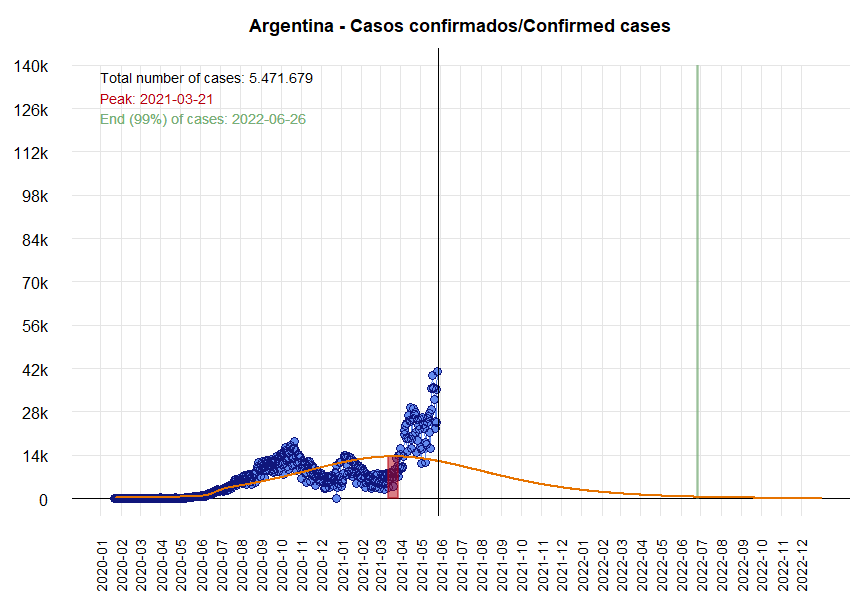 Argentina - Casos confirmados/Confirmed cases
Total number of cases: 5.471.679
Peak: 2021-03-21
End (99%) of cases: 2022-06-26
140k
126k
112k
98k
84k
70k
56k
42k
28k
14k
0
2020-01
2020-02
2020-03
2020-04
2020-05
2020-06
2020-07
2020-08
2020-09
2020-10
2020-11
2020-12
2021-01
2021-02
2021-03
2021-04
2021-05
2021-06
2021-07
2021-08
2021-09
2021-10
2021-11
2021-12
2022-01
2022-02
2022-03
2022-04
2022-05
2022-06
2022-07
2022-08
2022-09
2022-10
2022-11
2022-12